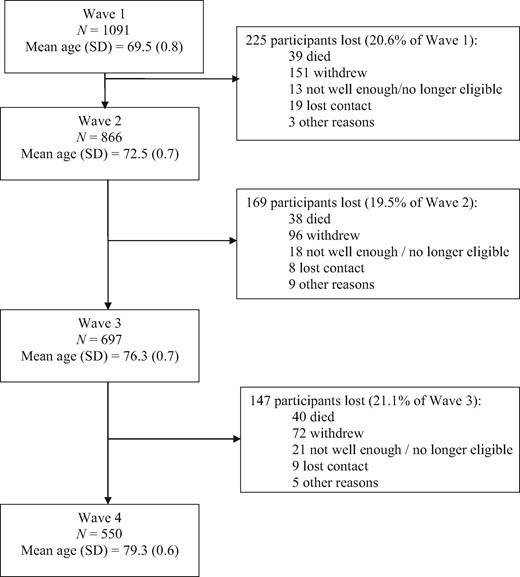 Wave 1
N = 1091
Mean age (SD) = 69.5 (0.8)
225 participants lost (20.6% of Wave 1):
39 died
151 withdrew
13 not well enough/no longer eligible
19 lost contact
3 other reasons
Wave 2
N = 866
Mean age (SD) = 72.5 (0.7)
169 participants lost (19.5% of Wave 2):
38 died
96 withdrew
18 not well enough / no longer eligible
8 lost contact
9 other reasons
Wave 3
N = 697
Mean age (SD) = 76.3 (0.7)
147 participants lost (21.1% of Wave 3):
40 died
72 withdrew
21 not well enough / no longer eligible
9 lost contact
5 other reasons
Wave 4
N = 550
Mean age (SD) = 79.3 (0.6)